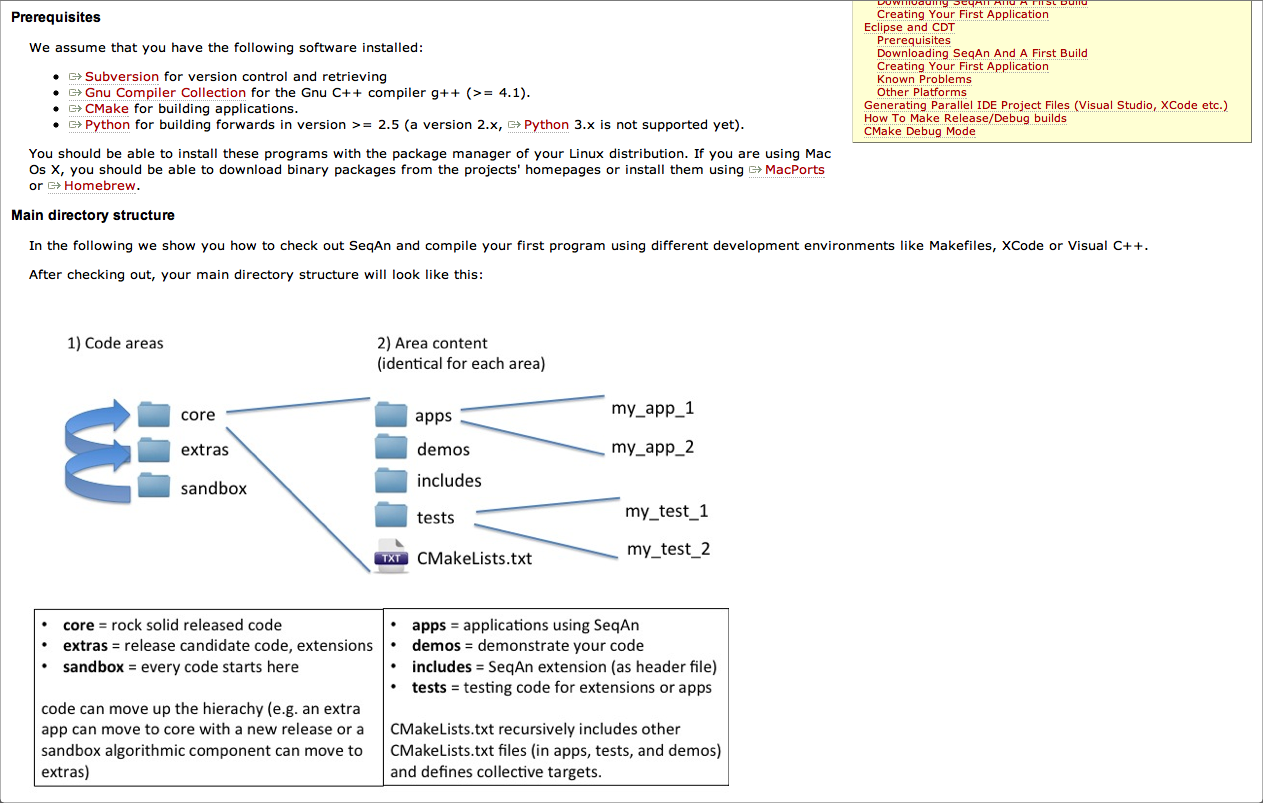 Prerequisites
We assume that you have the following software installed:
• Subversion for version control and retrieving
• Gnu Compiler Collection for the Gnu C++ compiler g++ (>= 4.1).
• CMake for building applications.
• Python for building forwards in version >= 2.5 (a version 2.x, Python 3.x is not supported yet).
You should be able to install these programs with the package manager of your Linux distribution. If you are using Mac
Os X, you should be able to download binary packages from the projects' homepages or install them using MacPorts
or Homebrew.
Downloading SeqAn And A First Build
Creating Your First Application
Eclipse and CDT
Prerequisites
Downloading SeqAn And A First Build
Creating Your First Application
Known Problems
Other Platforms
Generating Parallel IDE Project Files (Visual Studio, XCode etc.)
How To Make Release/Debug builds
CMake Debug Mode
Main directory structure
In the following we show you how to check out SeqAn and compile your first program using different development environments like Makefiles, XCode or Visual C++.
After checking out, your main directory structure will look like this:
1) Code areas
core
extras
sandbox
2) Area content
(identical for each area)
apps
demos
includes
tests
TXT CMakeLists.txt
my_app_1
my_app_2
my_test_1
my_test_2
• core = rock solid released code
• extras = release candidate code, extensions
• sandbox = every code starts here
code can move up the hierachy (e.g. an extra
app can move to core with a new release or a
sandbox algorithmic component can move to
extras)
• apps = applications using SeqAn
• demos = demonstrate your code
• includes = SeqAn extension (as header file)
• tests = testing code for extensions or apps
CMakeLists.txt recursively includes other
CMakeLists.txt files (in apps, tests, and demos)
and defines collective targets.